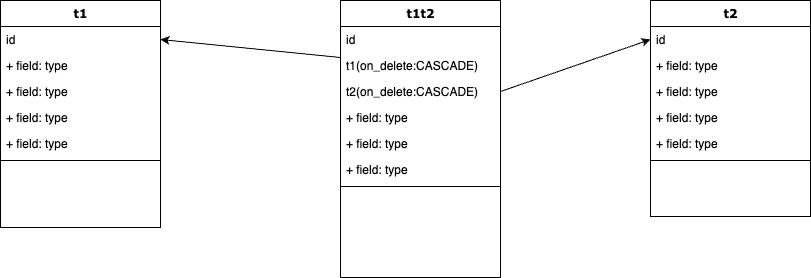 t1
id
+ field: type
+ field: type
+ field: type
+ field: type
t1t2
id
t1(on_delete:CASCADE)
t2(on_delete:CASCADE)
+ field: type
+ field: type
+ field: type
t2
id
+ field: type
+ field: type
+ field: type
+ field: type